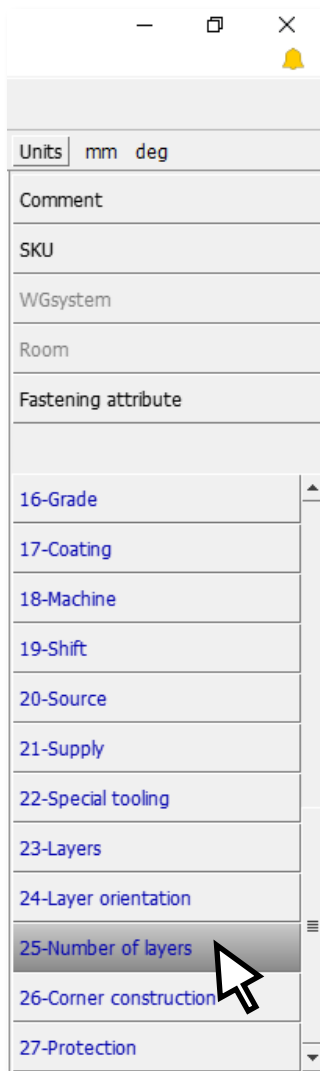 Units mm deg
Comment
SKU
WGsystem
Room
Fastening attribute
16-Grade
17-Coating
18-Machine
19-Shift
20-Source
21-Supply
22-Special tooling
23-Layers
24-Layer orientation
25-Number of layers
26-Corner construction
27-Protection